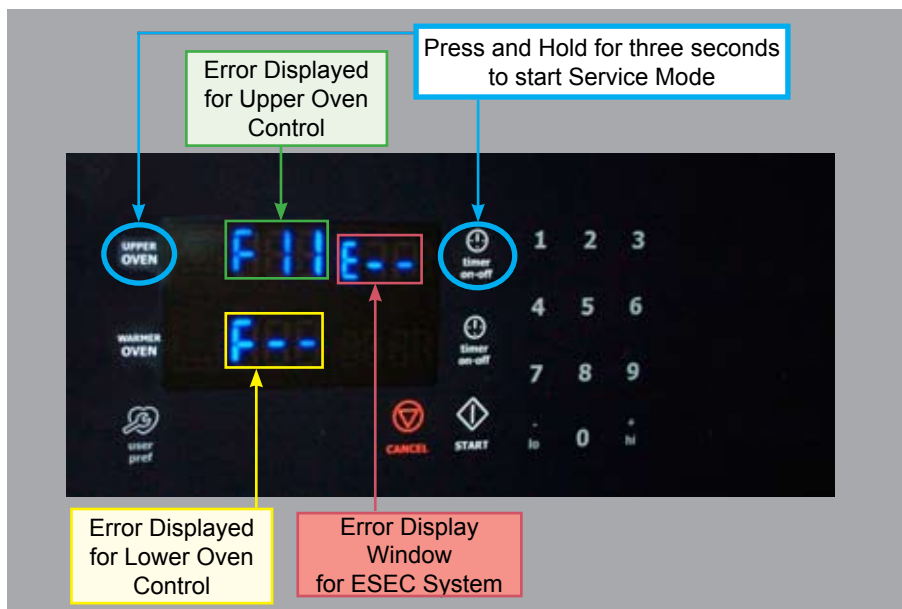 Press and Hold for three seconds
to start Service Mode
Error Displayed
for Upper Oven
Control
UPPER
OVEN
F11
E--
timer
on-off
1 2 3
WARMER
OVEN
F--
timer
on-off
4 5 6
7 8 9
user
pref
CANCEL
START
-
lo
0
+
hi
Error Displayed
for Lower Oven
Control
Error Display
Window
for ESEC System